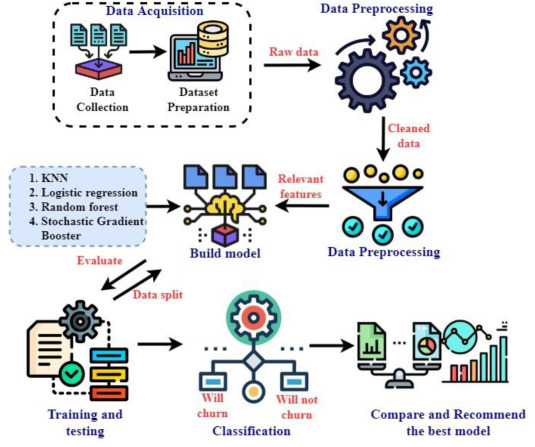 Data Acquisition
Data
Collection
Dataset
Preparation
Raw data
Data Preprocessing
Cleaned
data
1. KNN
2. Logistic regression
3. Random forest
4. Stochastic Gradient
Booster
Build model
Relevant
features
Data Preprocessing
Evaluate
Data split
Training and
testing
Will
churn
Will not
churn
Classification
Compare and Recommend
the best model